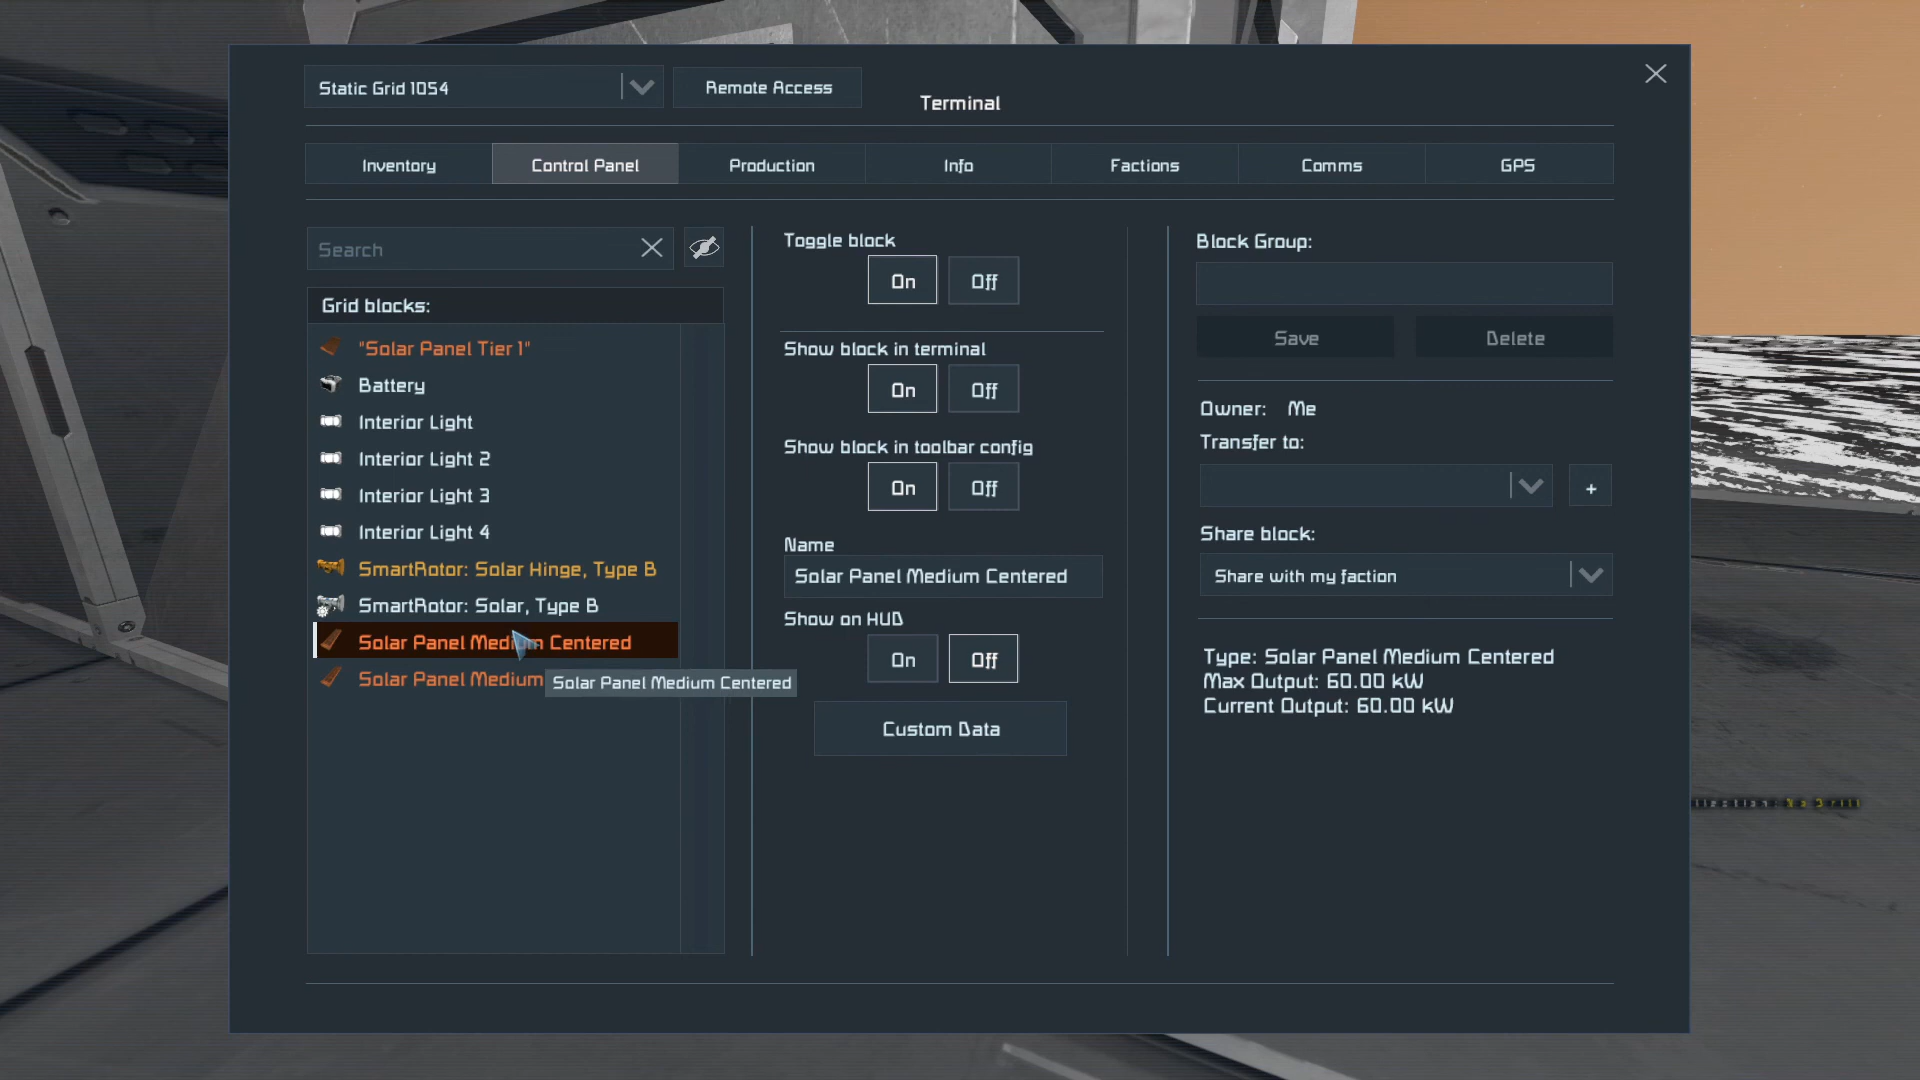 Static Grid 1054
Remote Access
Terminal
Inventory
Control Panel
Production
Info
Factions
Comms
GPS
Search
Grid blocks:
"Solar Panel Tier 1"
Battery
Interior Light
Interior Light 2
Interior Light 3
Interior Light 4
SmartRotor: Solar Hinge, Type B
SmartRotor: Solar, Type B
Solar Panel Medium Centered
Solar Panel Medium
Solar Panel Medium Centered
Toggle block
On Off
Show block in terminal
On Off
Show block in toolbar config
On Off
Name
Solar Panel Medium Centered
Show on HUD
On Off
Custom Data
Block Group:
Save Delete
Owner: Me
Transfer to:
+
Share block:
Share with my faction
Type: Solar Panel Medium Centered
Max Output: 60.00 kW
Current Output: 60.00 kW